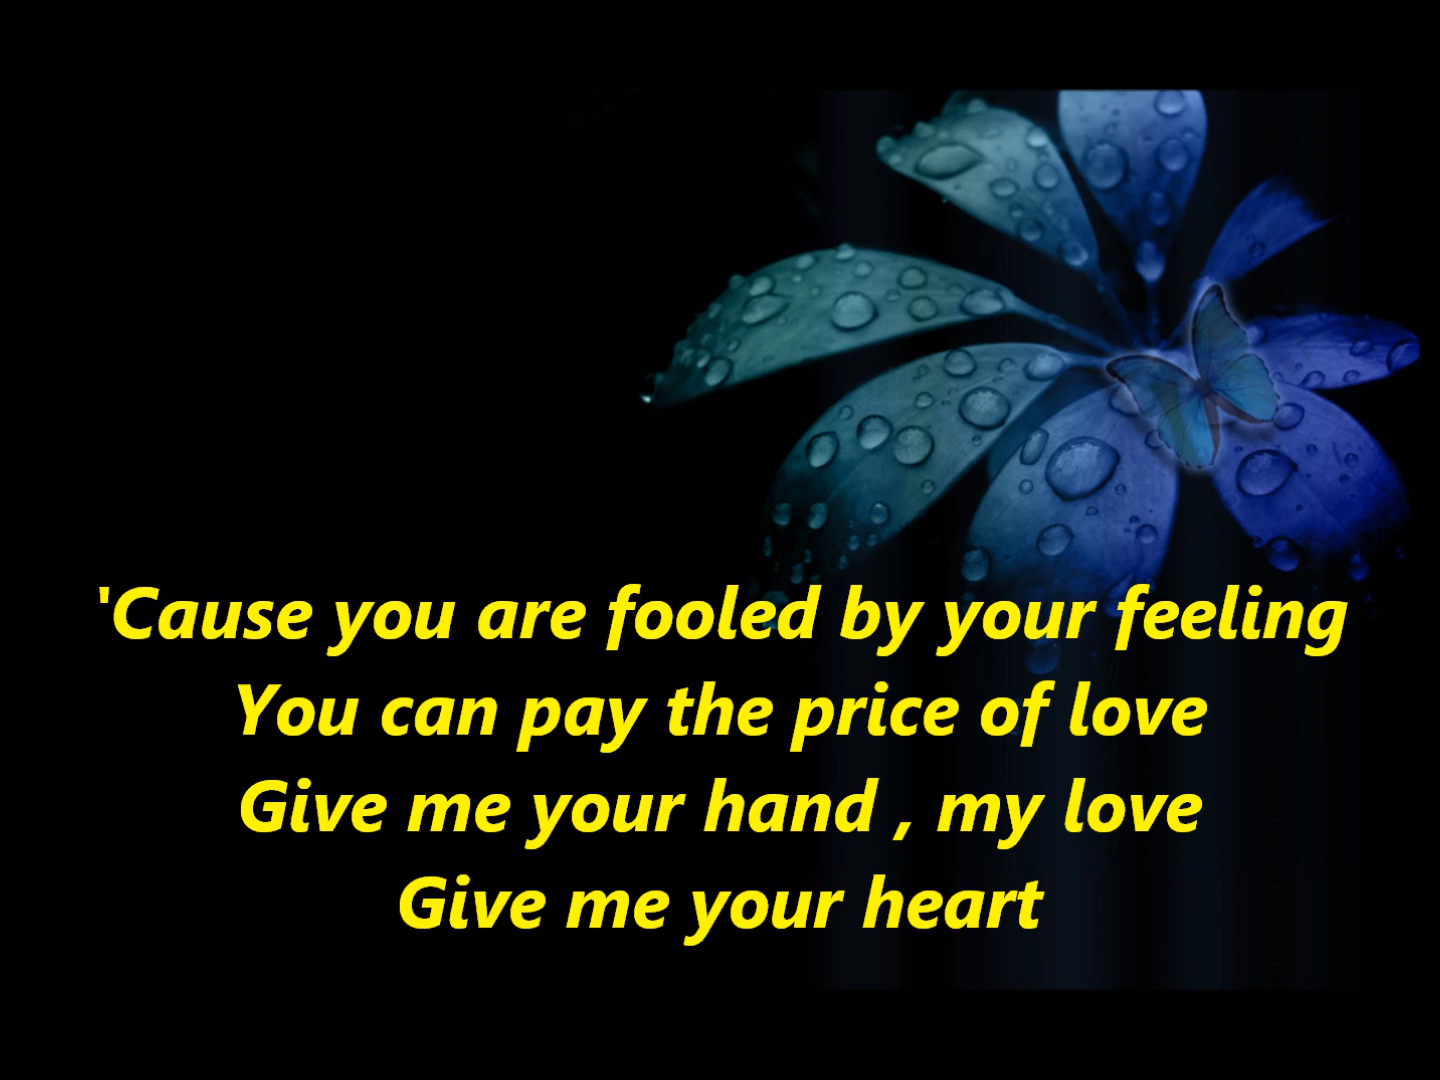 'Cause you are fooled by your feeling
You can pay the price of love
Give me your hand , my love
Give me your heart